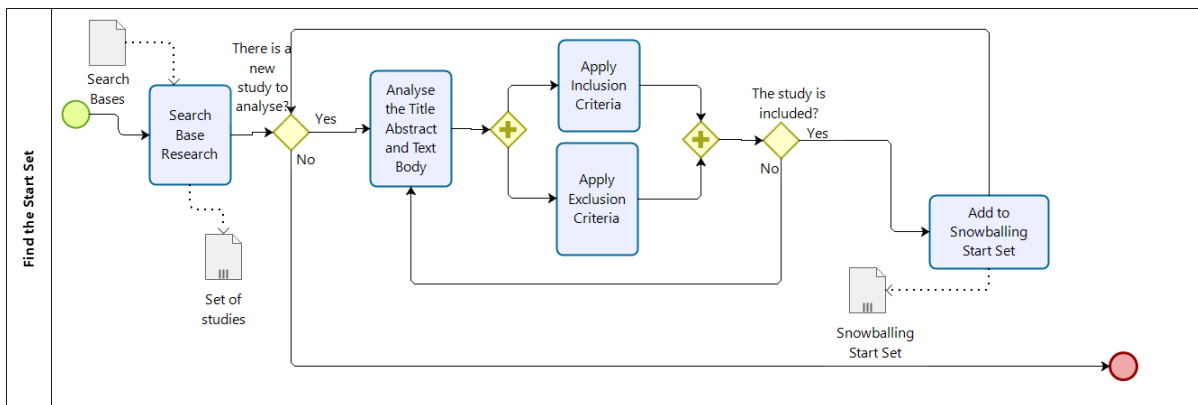 Find the Start Set
Search
Bases
Search
Base
Research
Set of
studies
There is a
new
study to
analyse?
Yes
No
Analyse
the Title
Abstract
and Text
Body
Apply
Inclusion
Criteria
Apply
Exclusion
Criteria
The study is
included?
Yes
No
Add to
Snowballing
Start Set
Snowballing
Start Set